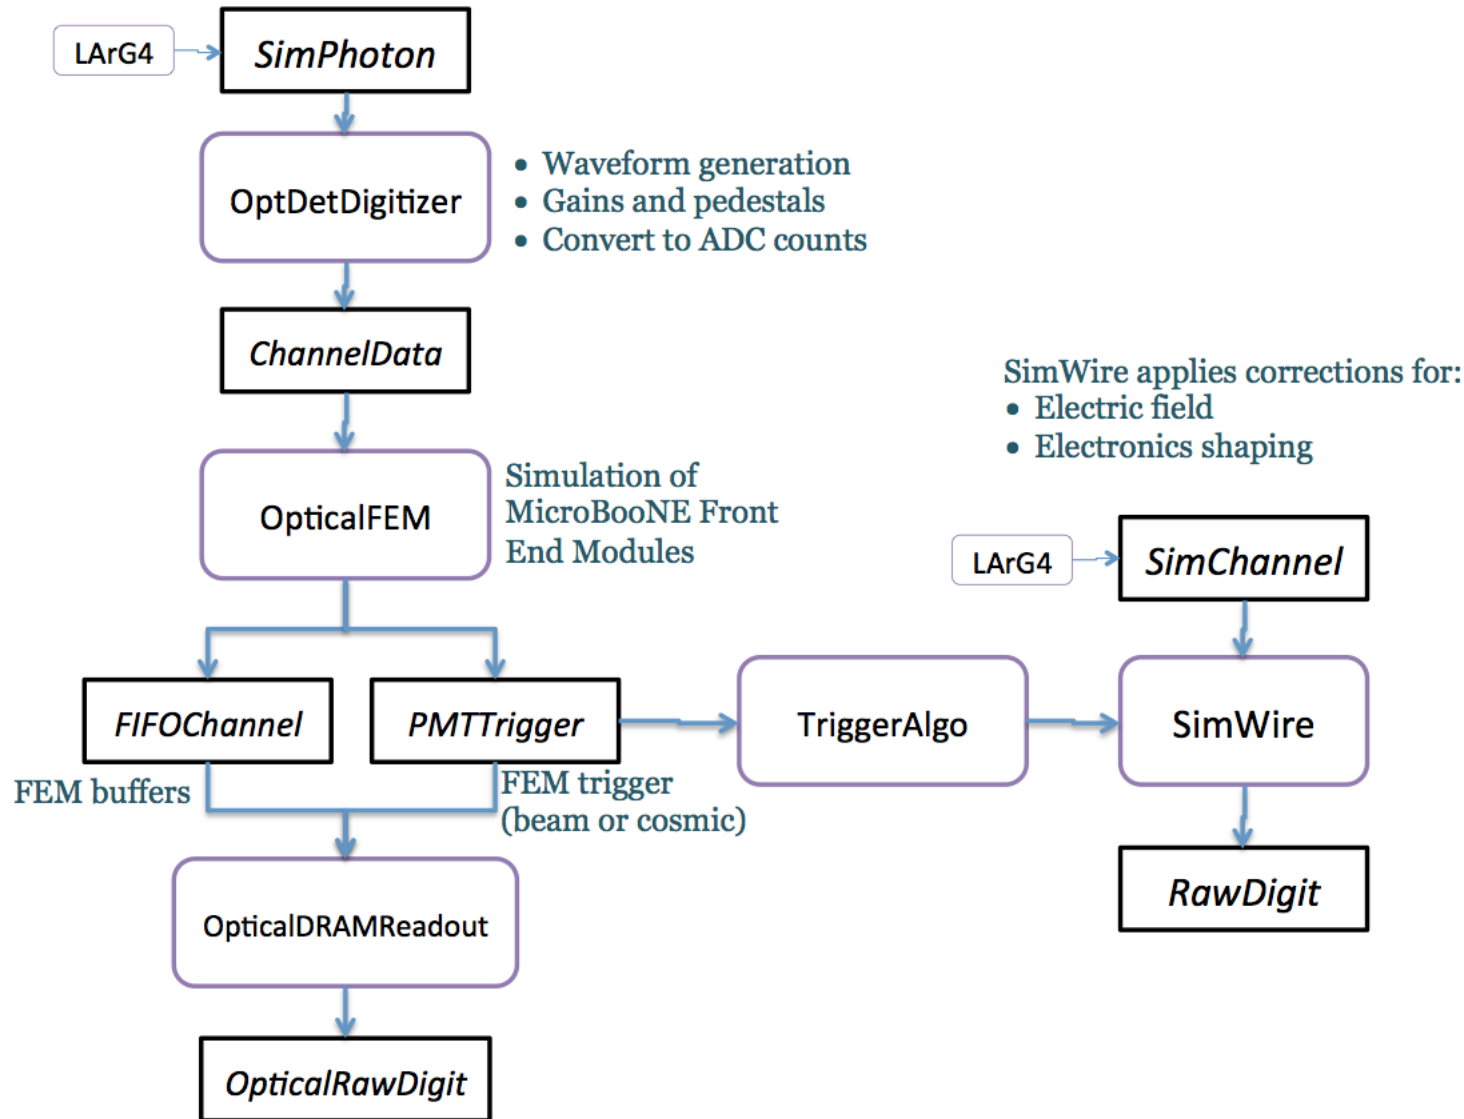 LArG4
SimPhoton
OptDetDigitizer
• Waveform generation
• Gains and pedestals
• Convert to ADC counts
ChannelData
SimWire applies corrections for:
• Electric field
• Electronics shaping
OpticalFEM
Simulation of
MicroBooNE Front
End Modules
LArG4
SimChannel
FIFOChannel
PMTTrigger
TriggerAlgo
SimWire
FEM buffers
FEM trigger
(beam or cosmic)
OpticalDRAMReadout
RawDigit
OpticalRawDigit